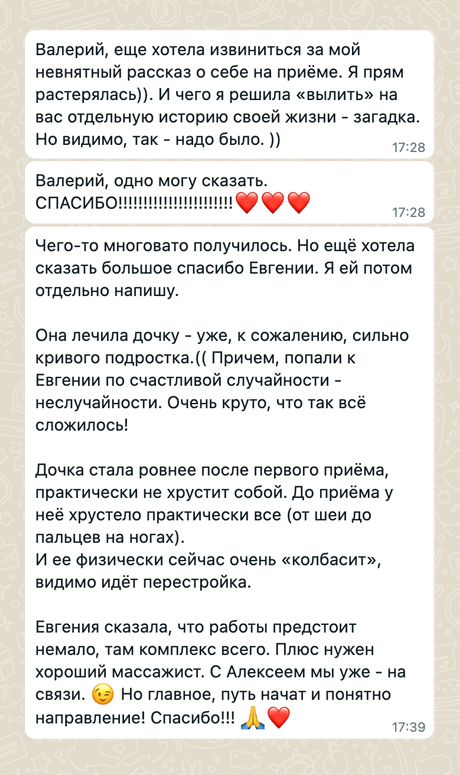 Валерий, еще хотела извиниться за мой
невнятный рассказ о себе на приёме. Я прям
растерялась)). И чего я решила «вылить» на
вас отдельную историю своей жизни - загадка.
Но видимо, так - надо было. ))
17:28
Валерий, одно могу сказать.
СПАСИБО!!!!!!!!!!!!!!!!!!!!!!!❤️❤️❤️
17:28
Чего-то многовато получилось. Но ещё хотела
сказать большое спасибо Евгении. Я ей потом
отдельно напишу.
Она лечила дочку - уже, к сожалению, сильно
кривого подростка.(( Причем, попали к
Евгении по счастливой случайности -
неслучайности. Очень круто, что так всё
сложилось!
Дочка стала ровнее после первого приёма,
практически не хрустит собой. До приёма у
неё хрустело практически все (от шеи до
пальцев на ногах).
И ее физически сейчас очень «колбасит»,
видимо идёт перестройка.
Евгения сказала, что работы предстоит
немало, там комплекс всего. Плюс нужен
хороший массажист. С Алексеем мы уже - на
связи. 😉 Но главное, путь начат и понятно
направление! Спасибо!!! 🙏❤️
17:39